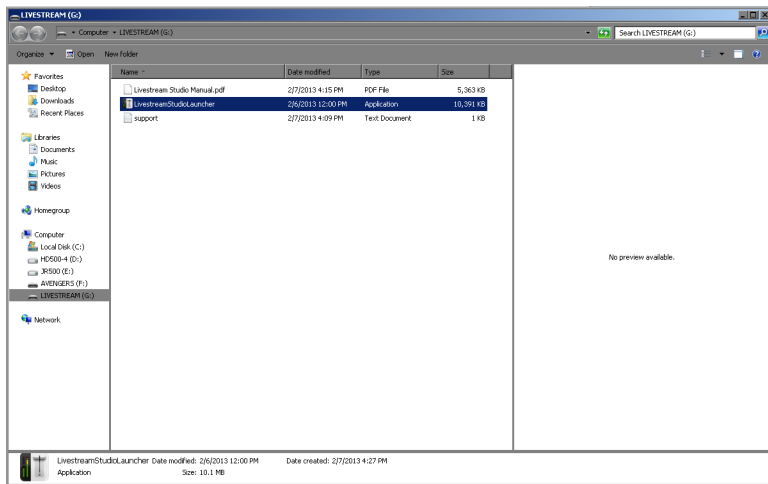 LIVESTREAM (G:)
Computer LIVESTREAM (G:)
Search LIVESTREAM (G:)
Organize Open New folder
Favorites
Desktop
Downloads
Recent Places
Libraries
Documents
Music
Pictures
Videos
Homegroup
Computer
Local Disk (C:)
HD500-4 (D:)
JR500 (E:)
AVENGERS (F:)
LIVESTREAM (G:)
Network
Name Date modified Type Size
Livestream Studio Manual.pdf 2/7/2013 4:15 PM PDF File 5,363 KB
LivestreamStudioLauncher 2/6/2013 12:00 PM Application 10,391 KB
support 2/7/2013 4:09 PM Text Document 1 KB
No preview available.
LivestreamStudioLauncher Date modified: 2/6/2013 12:00 PM Date created: 2/7/2013 4:27 PM
Application Size: 10.1 MB